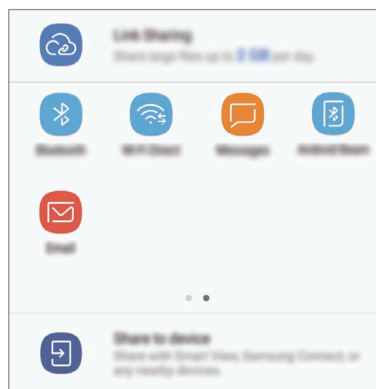 Link Sharing
Share large files up to 2 GB per day.
Bluetooth Wi-Fi Direct Messages Android Beam
Email
Share to device
Share with Smart View, Samsung Connect, or
any nearby devices.